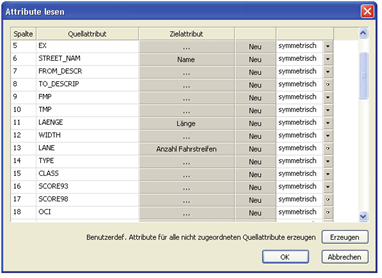 Attribute lesen
Spalte Quellattribut Zielattribut
5 EX ... Neu symmetrisch
6 STREET_NAM Name Neu symmetrisch
7 FROM_DESCR ... Neu symmetrisch
8 TO_DESCRIP ... Neu symmetrisch
9 FMP ... Neu symmetrisch
10 TMP ... Neu symmetrisch
11 LAENGE Länge Neu symmetrisch
12 WIDTH ... Neu symmetrisch
13 LANE Anzahl Fahrstreifen Neu symmetrisch
14 TYPE ... Neu symmetrisch
15 CLASS ... Neu symmetrisch
16 SCORE93 ... Neu symmetrisch
17 SCORE98 ... Neu symmetrisch
18 OCI ... Neu symmetrisch
Benutzerdef. Attribute für alle nicht zugeordneten Quellattribute erzeugen Erzeugen
OK Abbrechen